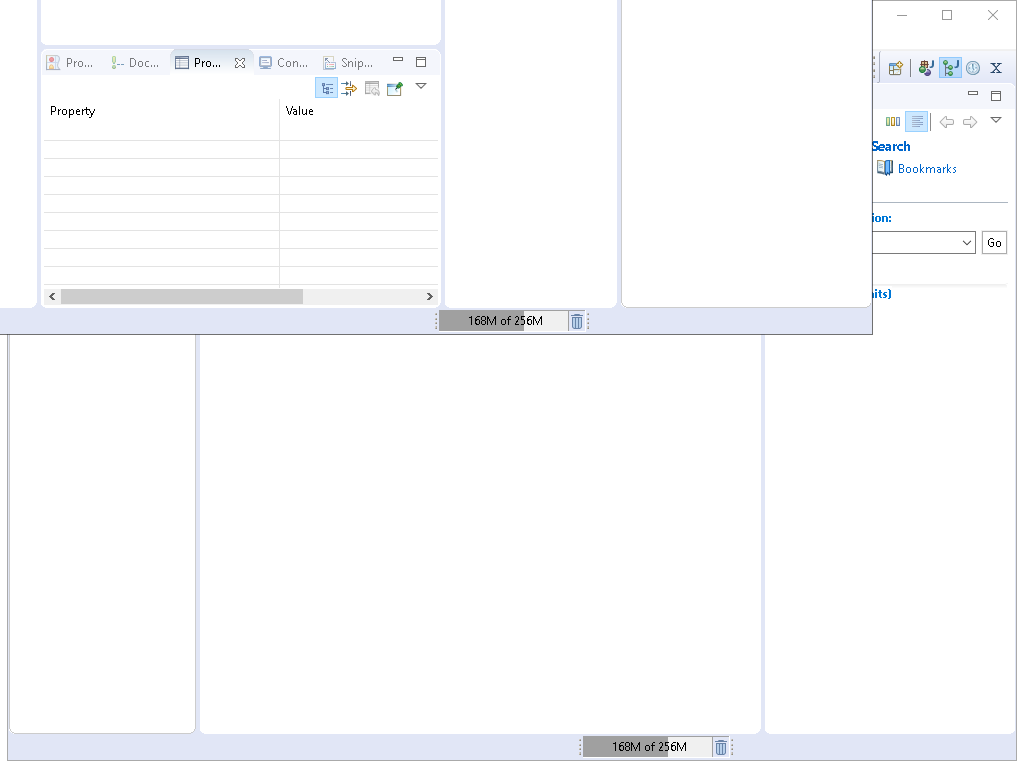 Pro... Doc... Pro... Con... Snip...
Property Value
X
Search
Bookmarks
ion:
Go
its)
168M of 256M
168M of 256M